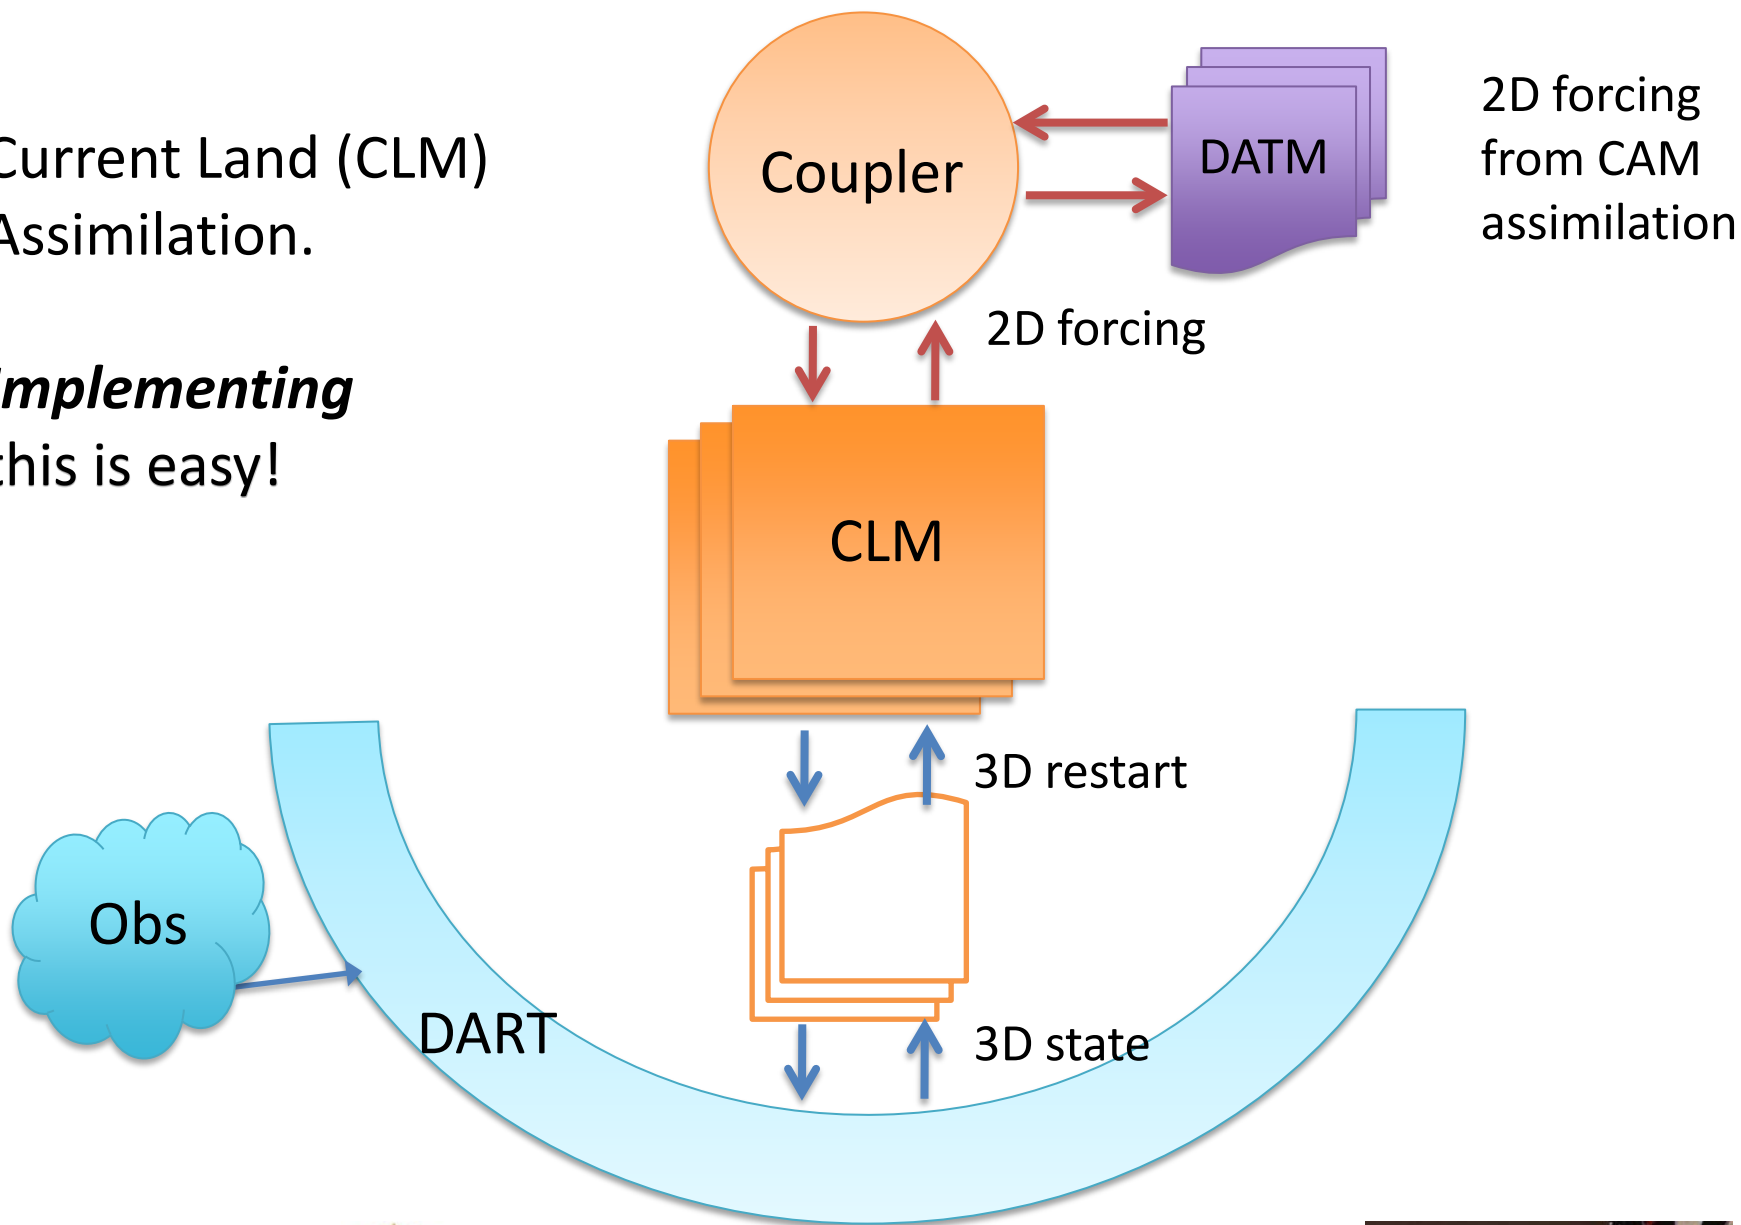 Current Land (CLM)
Assimilation.
Implementing
this is easy!
Coupler
DATM
2D forcing
from CAM
assimilation
2D forcing
CLM
3D restart
Obs
DART
3D state